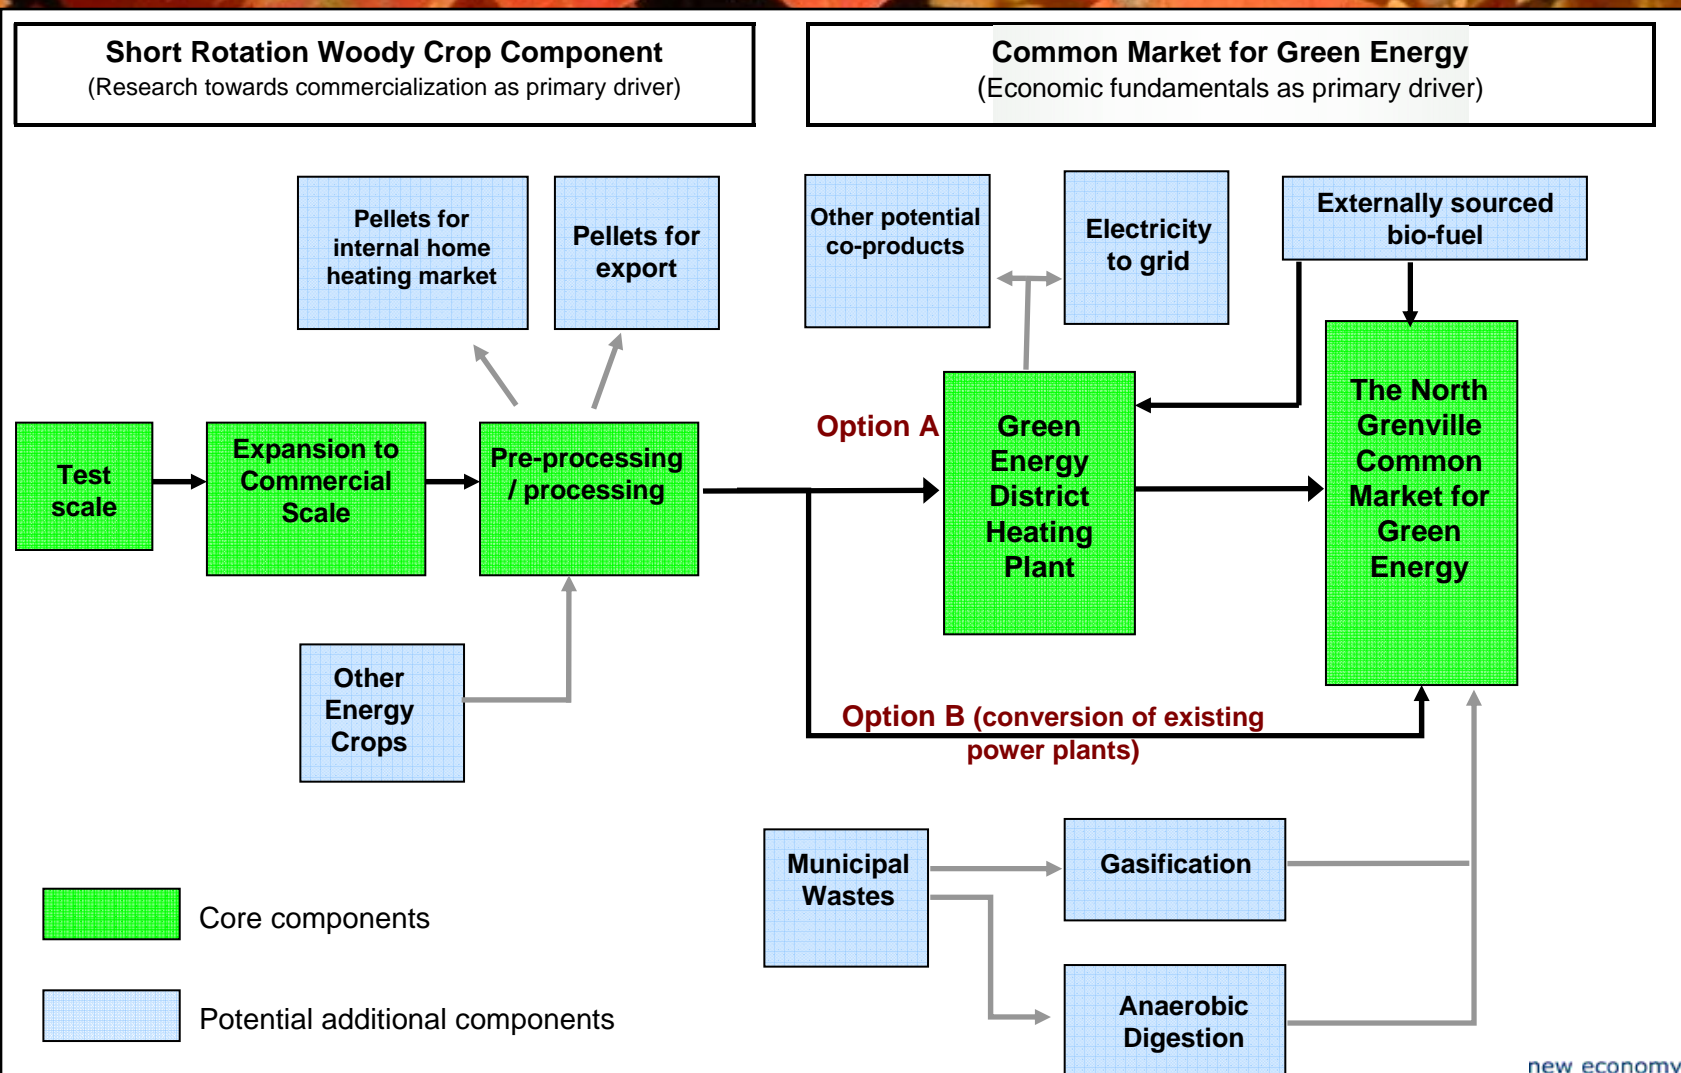 Short Rotation Woody Crop Component
(Research towards commercialization as primary driver)
Common Market for Green Energy
(Economic fundamentals as primary driver)
Pellets for
internal home
heating market
Pellets for
export
Other potential
co-products
Electricity
to grid
Externally sourced
bio-fuel
Test
scale
Expansion to
Commercial
Scale
Pre-processing
/ processing
Option A
Green
Energy
District
Heating
Plant
The North
Grenville
Common
Market for
Green
Energy
Other
Energy
Crops
Option B (conversion of existing
power plants)
Municipal
Wastes
Gasification
Anaerobic
Digestion
Core components
Potential additional components
new economy